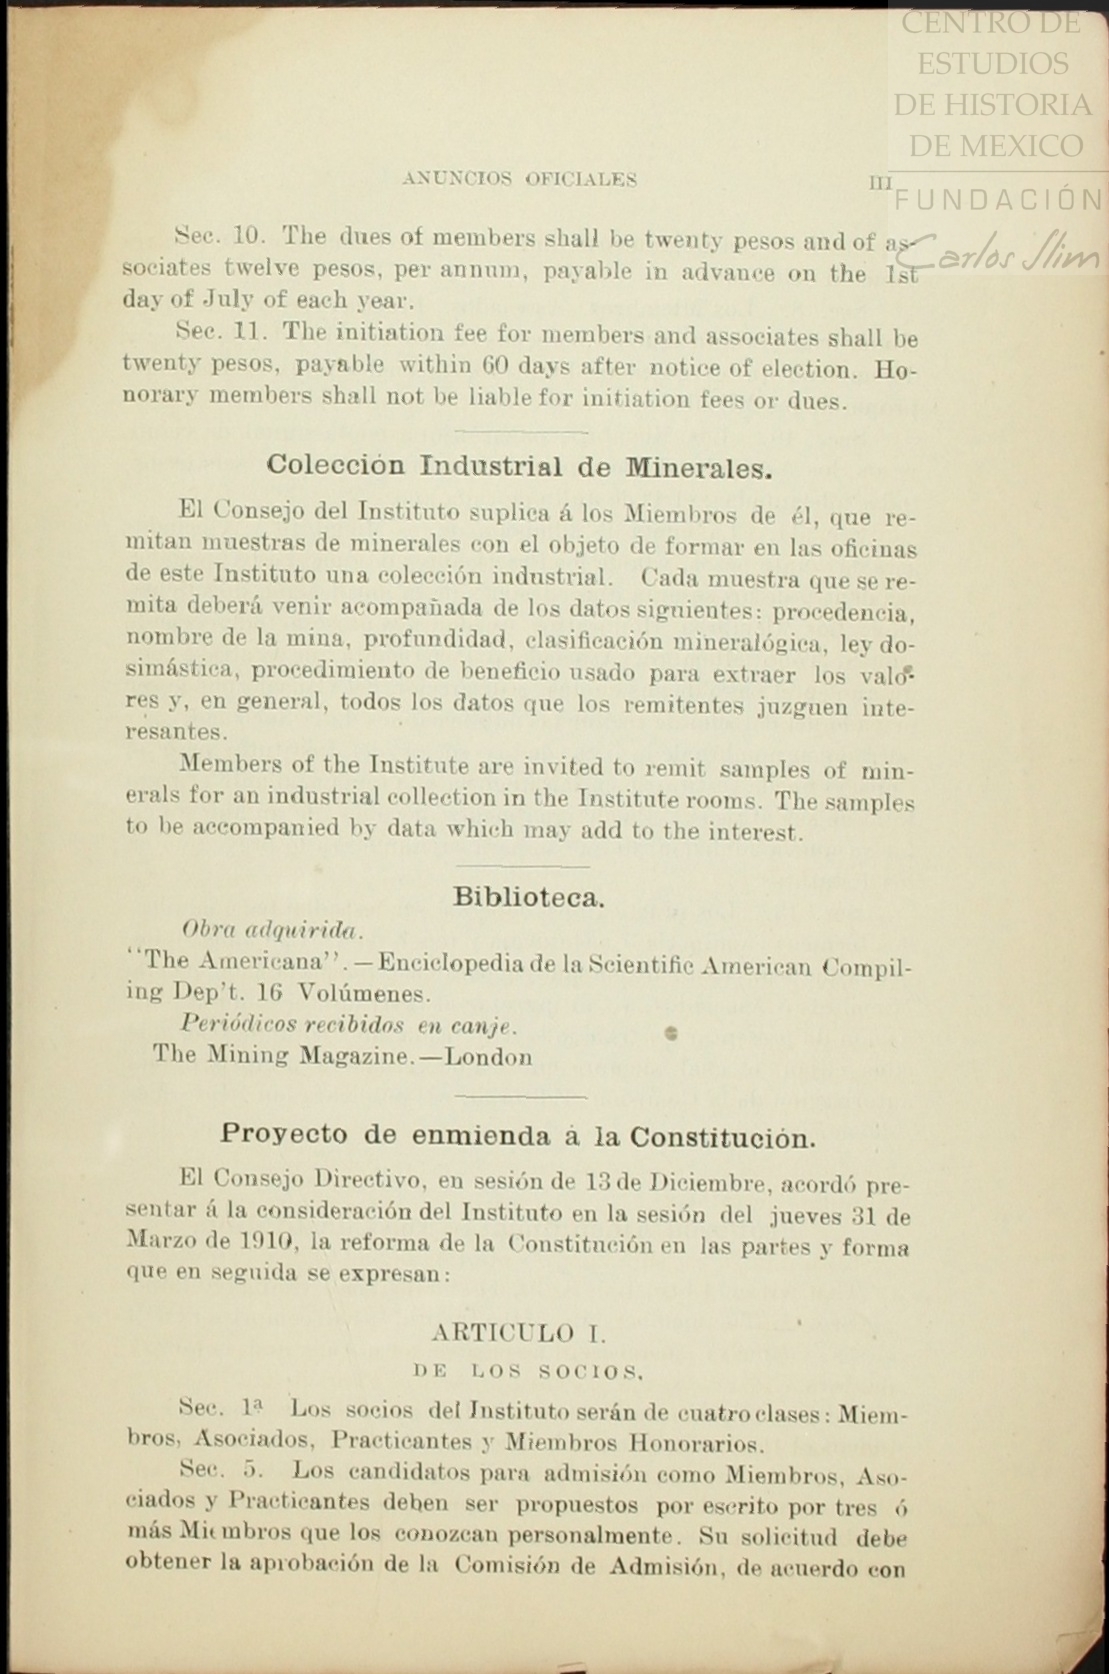 CENTRO DE
ESTUDIOS
DE HISTORIA
DE MEXICO
FUNDACIÓN
Carlos Slim
ANUNCIOS OFICIALES III
Sec. 10. The dues of members shall be twenty pesos and of as-
sociates twelve pesos, per annum, payable in advance on the 1st
day of July of each year.
Sec. 11. The initiation fee for members and associates shall be
twenty pesos, payable within 60 days after notice of election. Ho-
norary members shall not be liable for initiation fees or dues.
Colección Industrial de Minerales.
El Consejo del Instituto suplica á los Miembros de él, que re-
mitan muestras de minerales con el objeto de formar en las oficinas
de este Instituto una colección industrial. Cada muestra que se re-
mita deberá venir acompañada de los datos siguientes: procedencia,
nombre de la mina, profundidad, clasificación mineralógica, ley do-
simástica, procedimiento de beneficio usado para extraer los valo-
res y, en general, todos los datos que los remitentes juzguen inte-
resantes.
Members of the Institute are invited to remit samples of min-
erals for an industrial collection in the Institute rooms. The samples
to be accompanied by data which may add to the interest.
Biblioteca.
Obra adquirida.
"The Americana".—Enciclopedia de la Scientific American Compil-
ing Dep't. 16 Volúmenes.
Periódicos recibidos en canje.
The Mining Magazine.—London
Proyecto de enmienda á la Constitución.
El Consejo Directivo, en sesión de 13 de Diciembre, acordó pre-
sentar á la consideración del Instituto en la sesión del jueves 31 de
Marzo de 1910, la reforma de la Constitución en las partes y forma
que en seguida se expresan:
ARTICULO I.
DE LOS SOCIOS.
Sec. 1ª Los socios del Instituto serán de cuatro clases: Miem-
bros, Asociados, Practicantes y Miembros Honorarios.
Sec. 5. Los candidatos para admisión como Miembros, Aso-
ciados y Practicantes deben ser propuestos por escrito por tres ó
más Miembros que los conozcan personalmente. Su solicitud debe
obtener la aprobación de la Comisión de Admisión, de acuerdo con